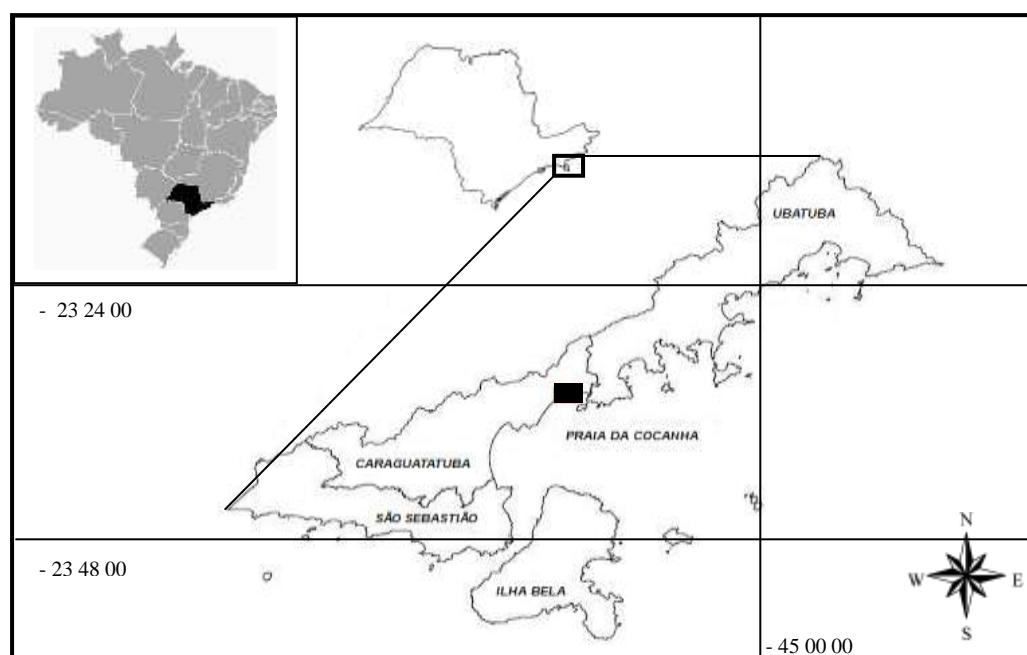 UBATUBA
- 23 24 00
PRAIA DA COCANHA
CARAGUATATUBA
SÃO SEBASTIÃO
- 23 48 00
ILHA BELA
N
W
E
S
- 45 00 00